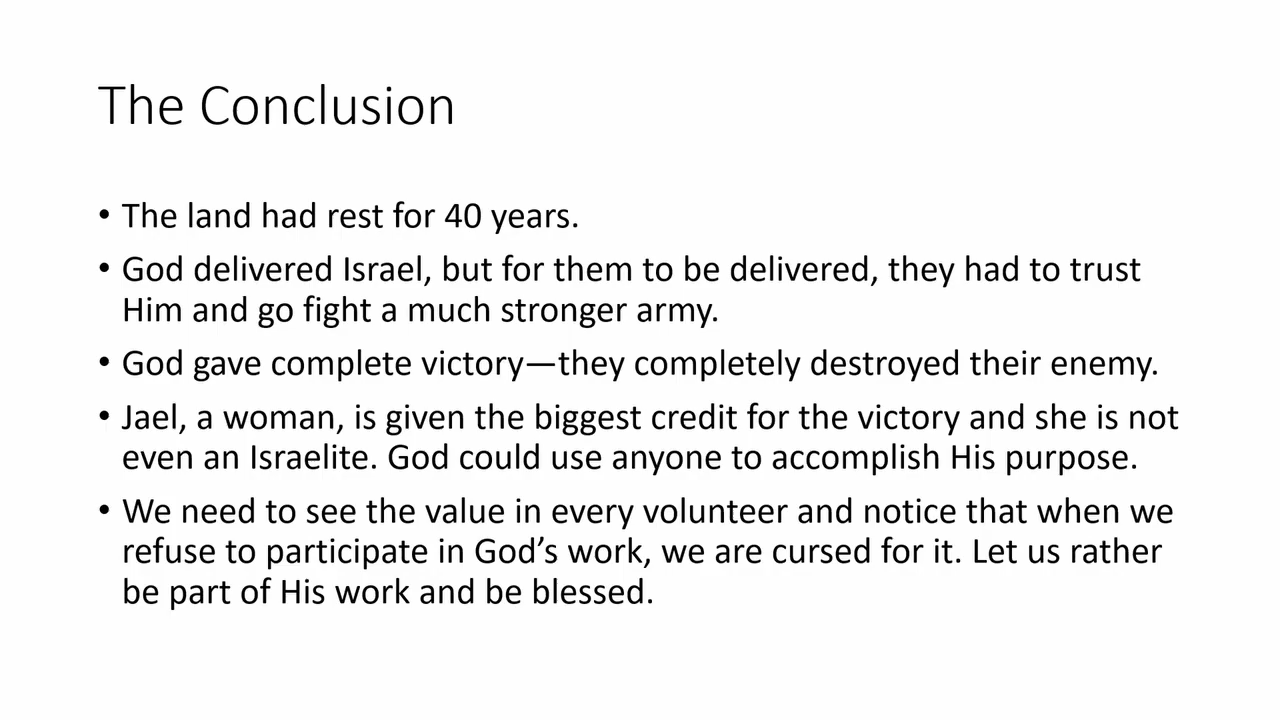 The Conclusion
• The land had rest for 40 years.
• God delivered Israel, but for them to be delivered, they had to trust
Him and go fight a much stronger army.
• God gave complete victory—they completely destroyed their enemy.
• Jael, a woman, is given the biggest credit for the victory and she is not
even an Israelite. God could use anyone to accomplish His purpose.
• We need to see the value in every volunteer and notice that when we
refuse to participate in God’s work, we are cursed for it. Let us rather
be part of His work and be blessed.